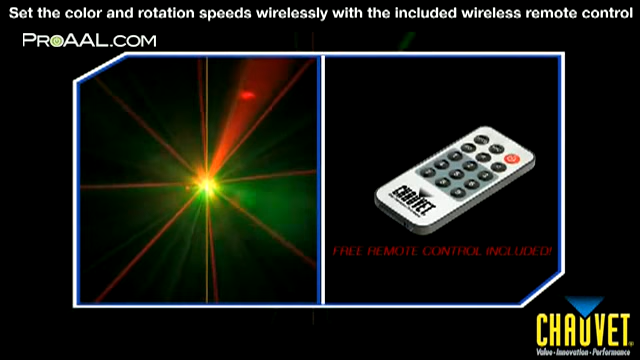 Set the color and rotation speeds wirelessly with the included wireless remote control
PROAAL.COM
CHAUVET
FREE REMOTE CONTROL INCLUDED!
CHAUVET
Value · Innovation · Performance